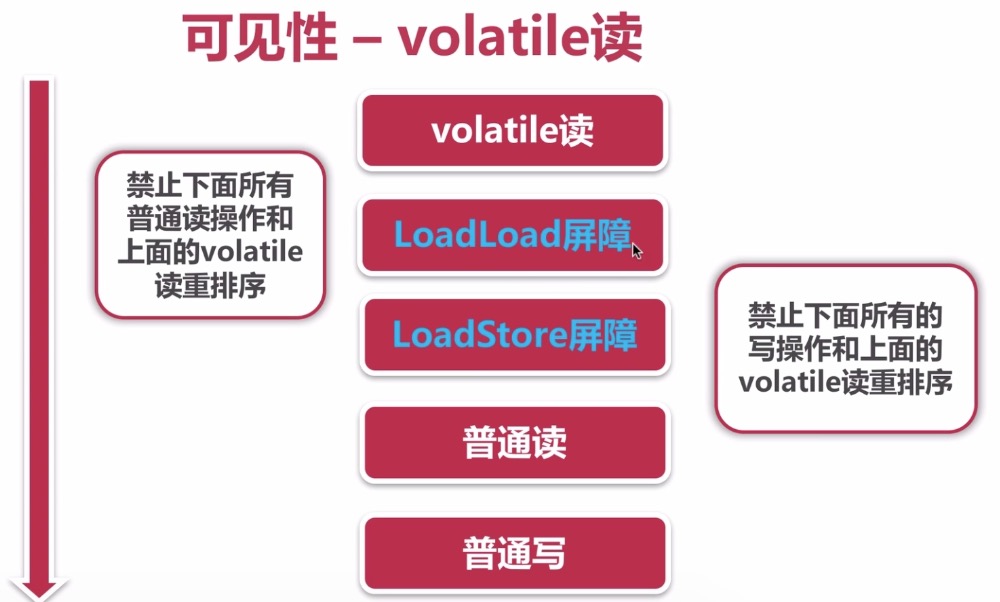 可见性 – volatile读
volatile读
禁止下面所有
普通读操作和
上面的volatile
读重排序
LoadLoad屏障
LoadStore屏障
禁止下面所有的
写操作和上面的
volatile读重排序
普通读
普通写